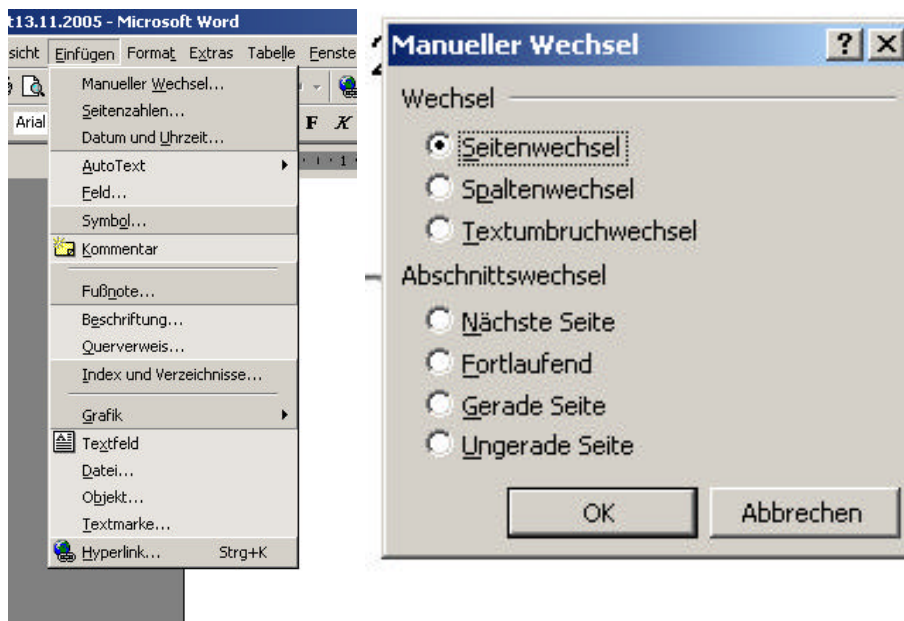 t13.11.2005 - Microsoft Word
sicht Einfügen Format Extras Tabelle Fenste
Arial F K
1
Manueller Wechsel...
Seitenzahlen...
Datum und Uhrzeit...
AutoText
Feld...
Symbol...
Kommentar
Fußnote...
Beschriftung...
Querverweis...
Index und Verzeichnisse...
Grafik
Textfeld
Datei...
Objekt...
Textmarke...
Hyperlink... Strg+K
Manueller Wechsel ? X
Wechsel
Seitenwechsel
Spaltenwechsel
Textumbruchwechsel
Abschnittswechsel
Nächste Seite
Fortlaufend
Gerade Seite
Ungerade Seite
OK Abbrechen